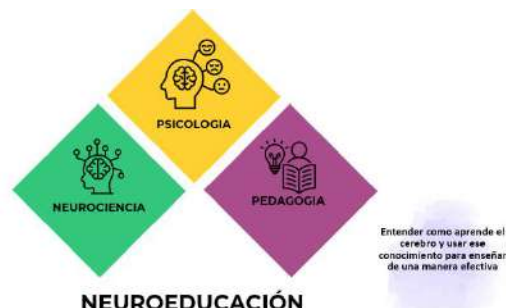 PSICOLOGIA
NEUROCIENCIA
PEDAGOGIA
Entender como aprende el
cerebro y usar ese
conocimiento para enseñar
de una manera efectiva
NEUROEDUCACIÓN